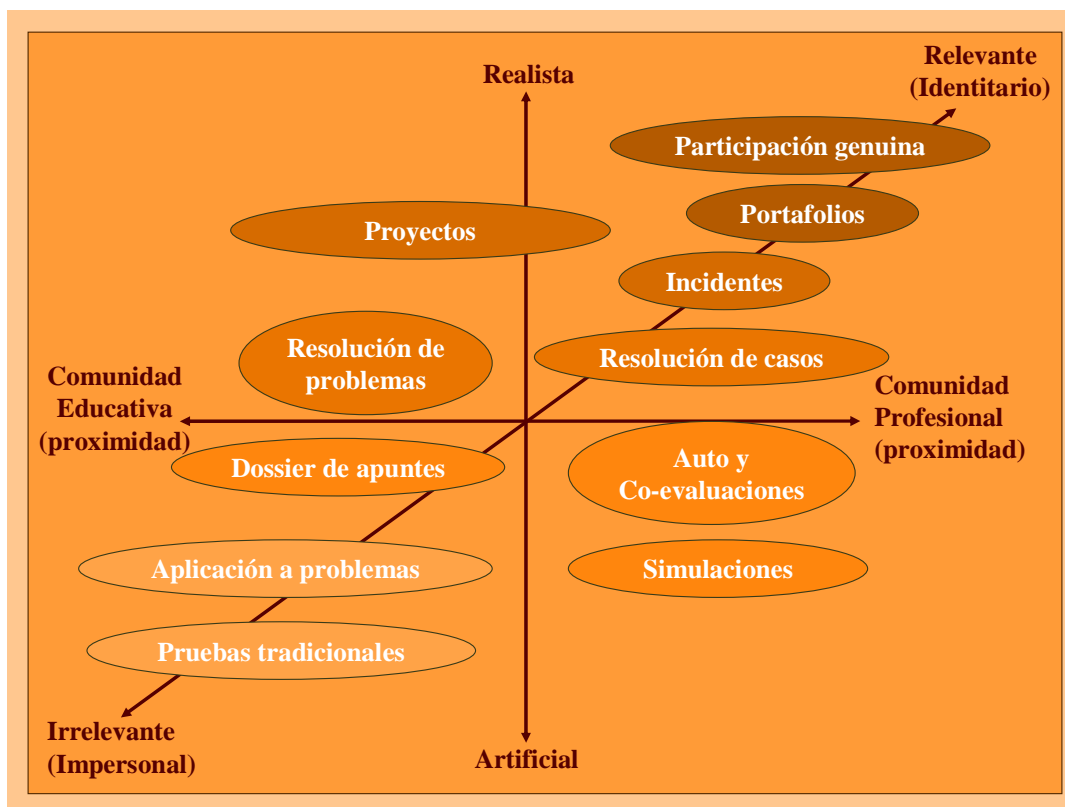 Realista
Relevante
(Identitario)
Participación genuina
Portafolios
Proyectos
Incidentes
Resolución de
problemas
Resolución de casos
Comunidad
Educativa
(proximidad)
Comunidad
Profesional
(proximidad)
Dossier de apuntes
Auto y
Co-evaluaciones
Aplicación a problemas
Simulaciones
Pruebas tradicionales
Irrelevante
(Impersonal)
Artificial